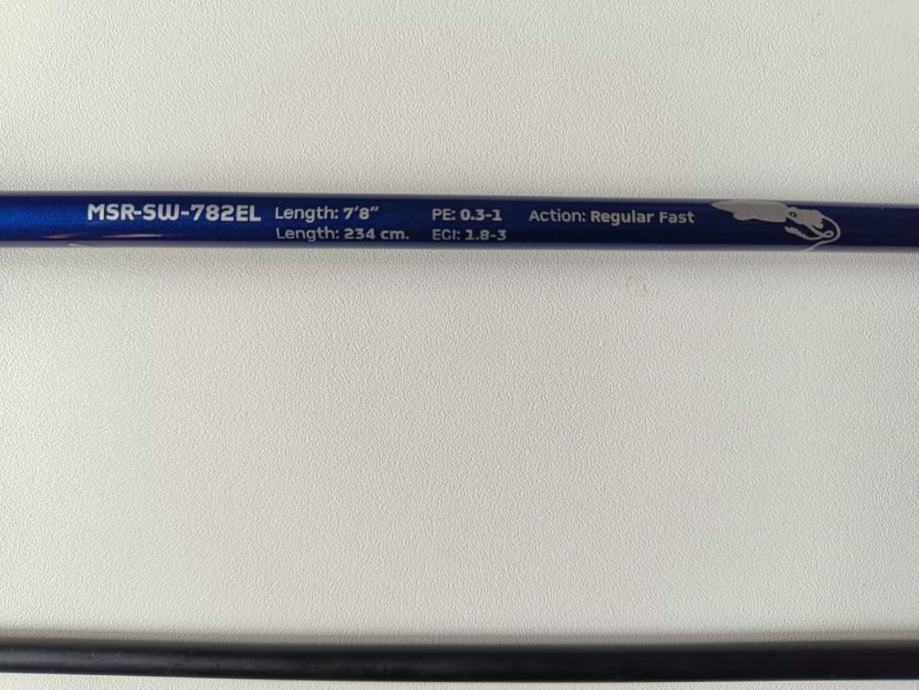 MSR-SW-782EL Length: 7'8" PE: 0.3-1 Action: Regular Fast
Length: 234 cm. EGI: 1.8-3